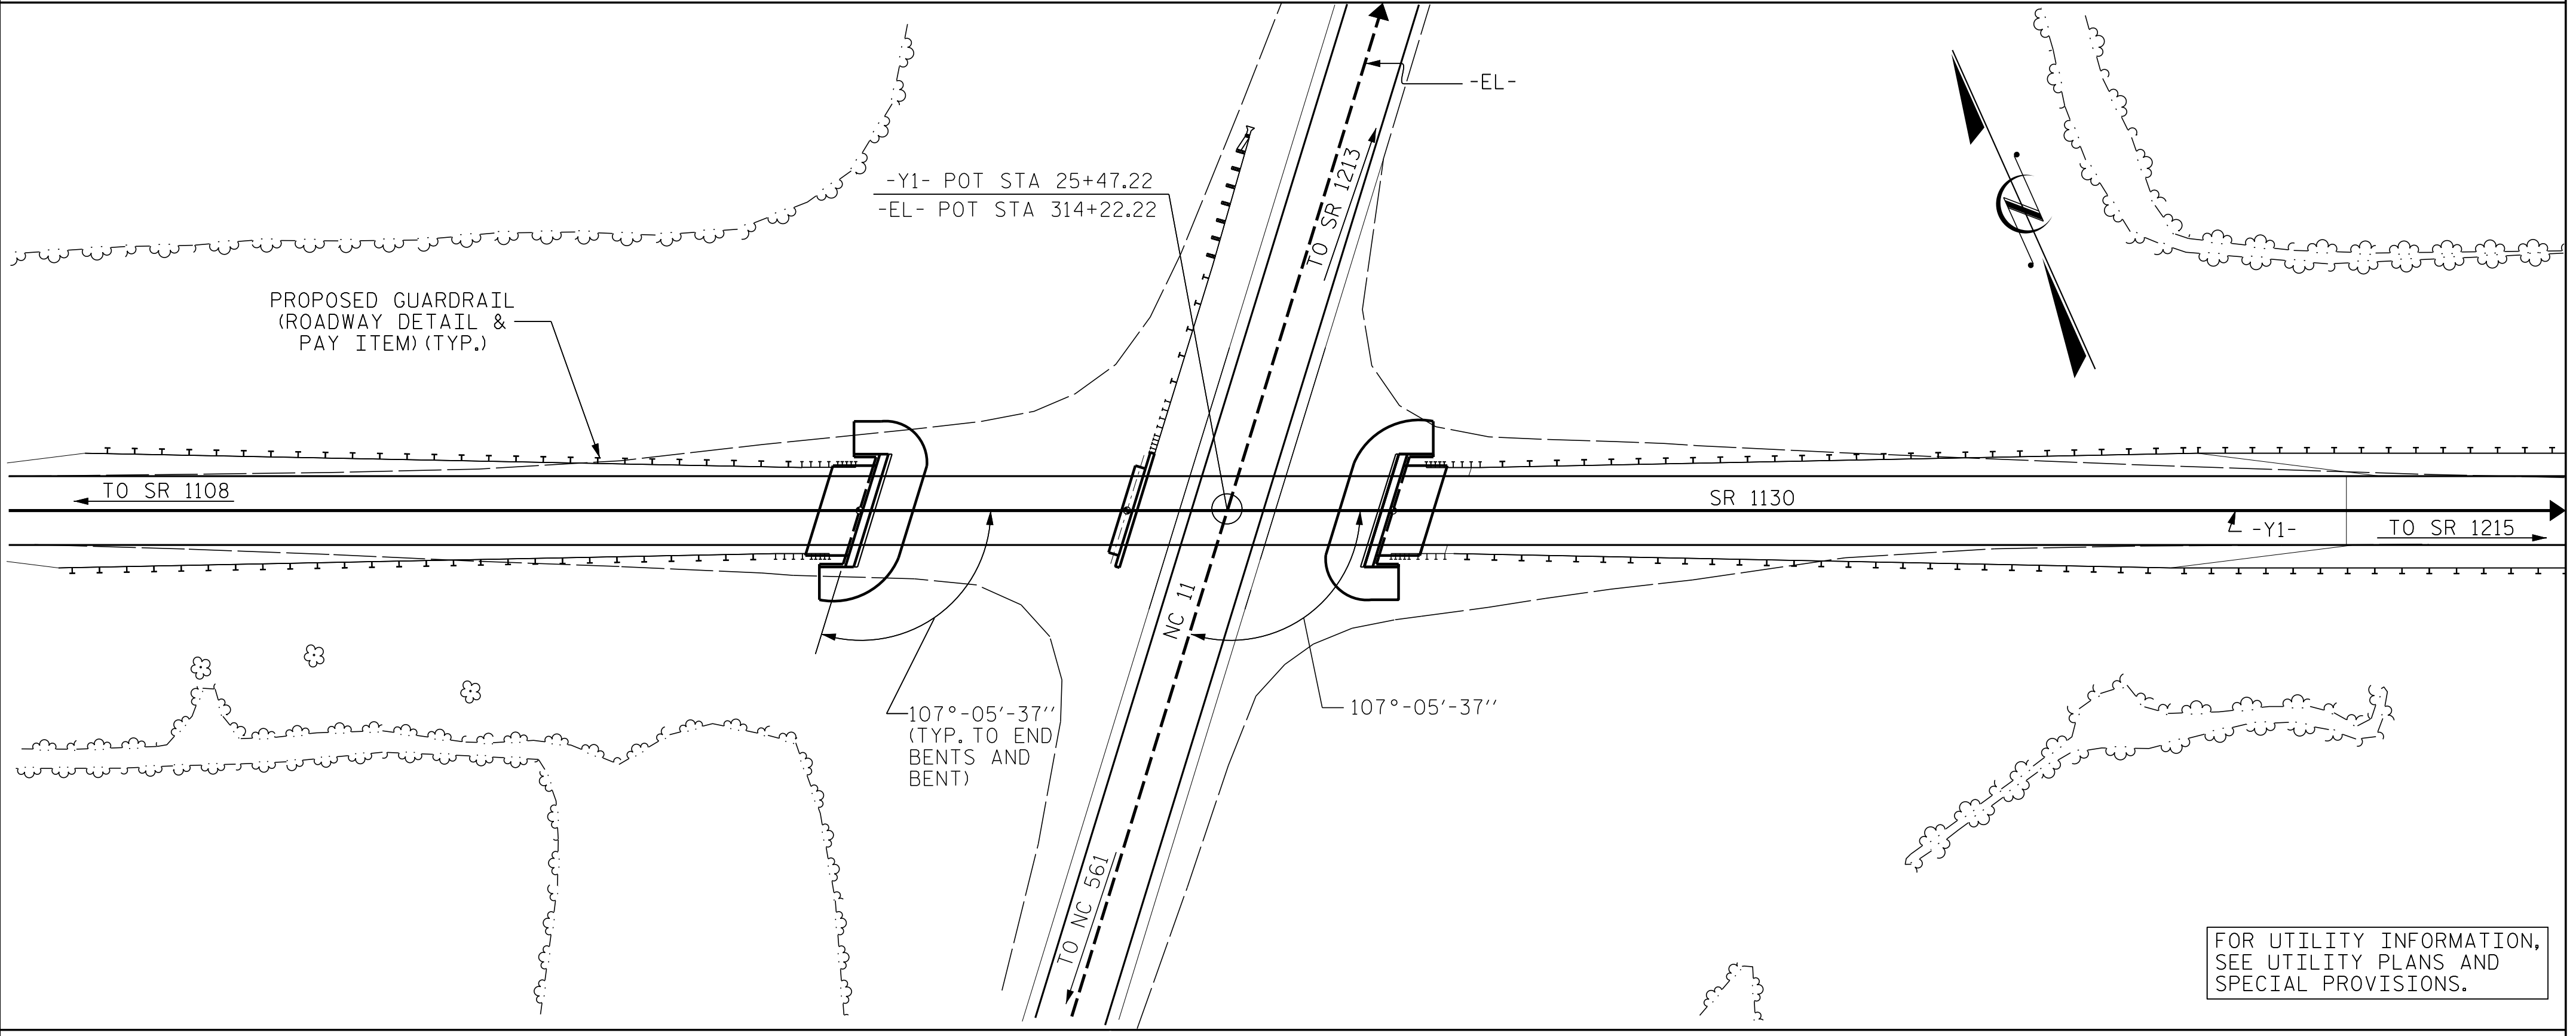 -EL-
TO SR 1213
-Y1- POT STA 25+47.22
-EL- POT STA 314+22.22
PROPOSED GUARDRAIL
(ROADWAY DETAIL &
PAY ITEM)(TYP.)
TO SR 1108
SR 1130
-Y1-
TO SR 1215
NC 11
107°-05'-37''
(TYP. TO END
BENTS AND
BENT)
107°-05'-37''
TO NC 561
FOR UTILITY INFORMATION,
SEE UTILITY PLANS AND
SPECIAL PROVISIONS.